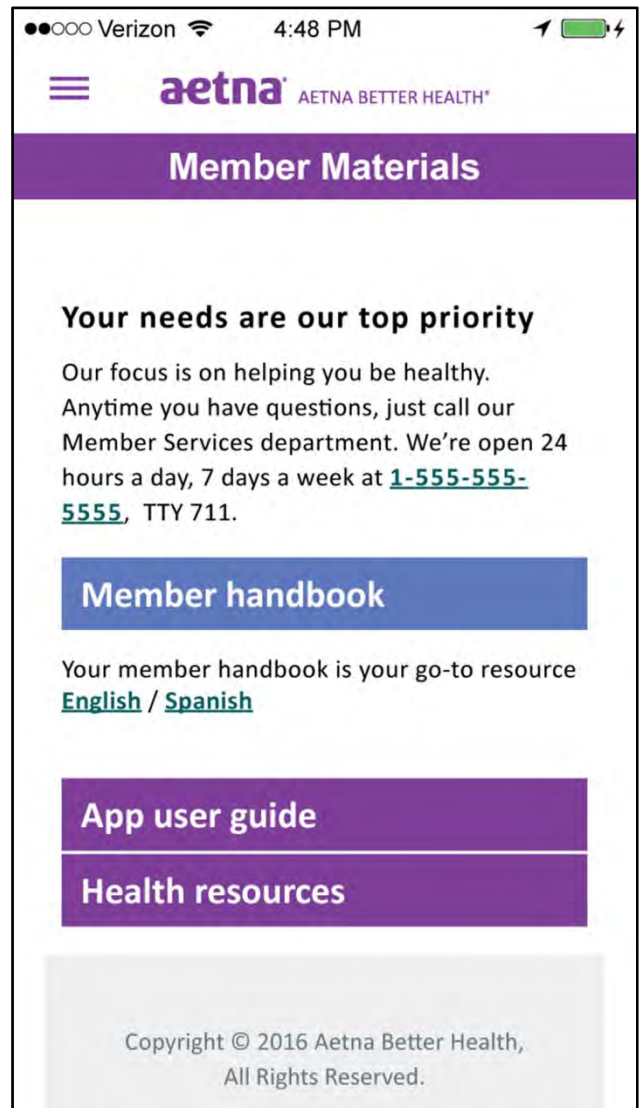 Verizon 4:48 PM
aetna® AETNA BETTER HEALTH®
Member Materials
Your needs are our top priority
Our focus is on helping you be healthy.
Anytime you have questions, just call our
Member Services department. We’re open 24
hours a day, 7 days a week at 1-555-555-
5555, TTY 711.
Member handbook
Your member handbook is your go-to resource
English / Spanish
App user guide
Health resources
Copyright © 2016 Aetna Better Health,
All Rights Reserved.